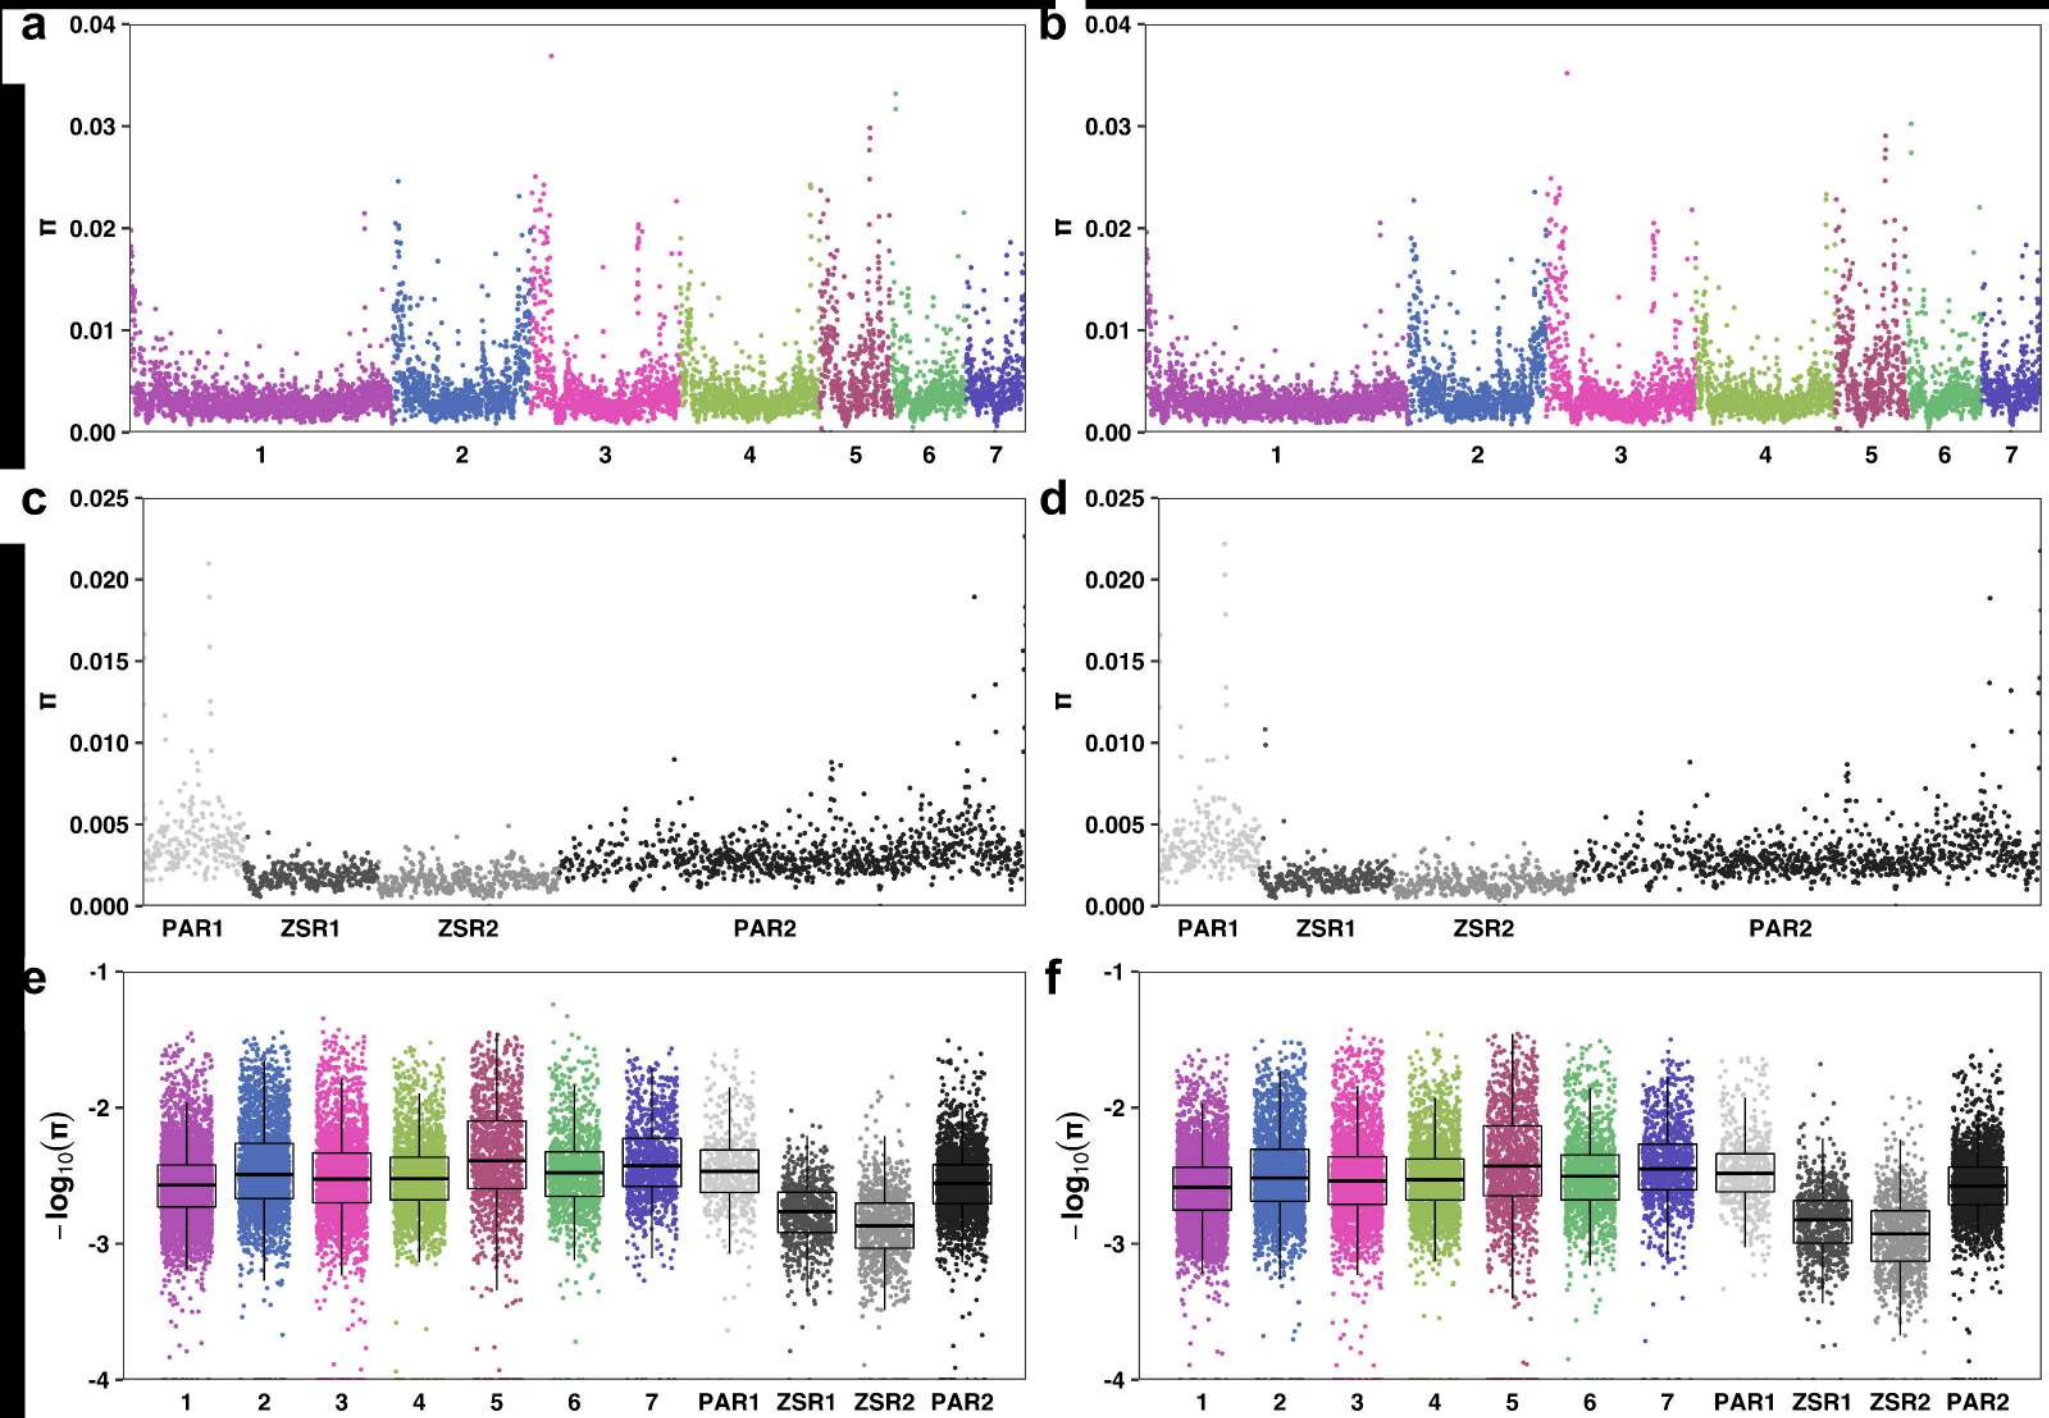 a
0.04
0.03
0.02
0.01
0.00
π
1 2 3 4 5 6 7
b
0.04
0.03
0.02
0.01
0.00
π
1 2 3 4 5 6 7
c
0.025
0.020
0.015
0.010
0.005
0.000
π
PAR1 ZSR1 ZSR2 PAR2
d
0.025
0.020
0.015
0.010
0.005
0.000
π
PAR1 ZSR1 ZSR2 PAR2
e
-1
-2
-3
-4
−log₁₀(π)
1 2 3 4 5 6 7 PAR1 ZSR1 ZSR2 PAR2
f
-1
-2
-3
-4
−log₁₀(π)
1 2 3 4 5 6 7 PAR1 ZSR1 ZSR2 PAR2